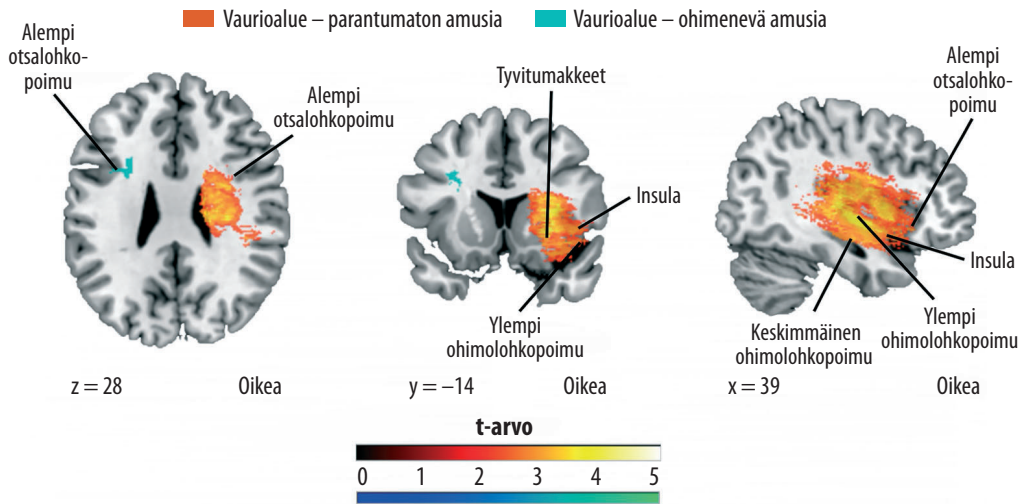 Vaurioalue – parantumaton amusia
Vaurioalue – ohimenevä amusia
Alempi
otsalohko-
poimu
Alempi
otsalohkopoimu
z = 28
Oikea
Tyvitumakkeet
Insula
Ylempi
ohimolohkopoimu
y = –14
Oikea
Alempi
otsalohko-
poimu
Insula
Ylempi
ohimolohkopoimu
Keskimmäinen
ohimolohkopoimu
x = 39
Oikea
t-arvo
0 1 2 3 4 5